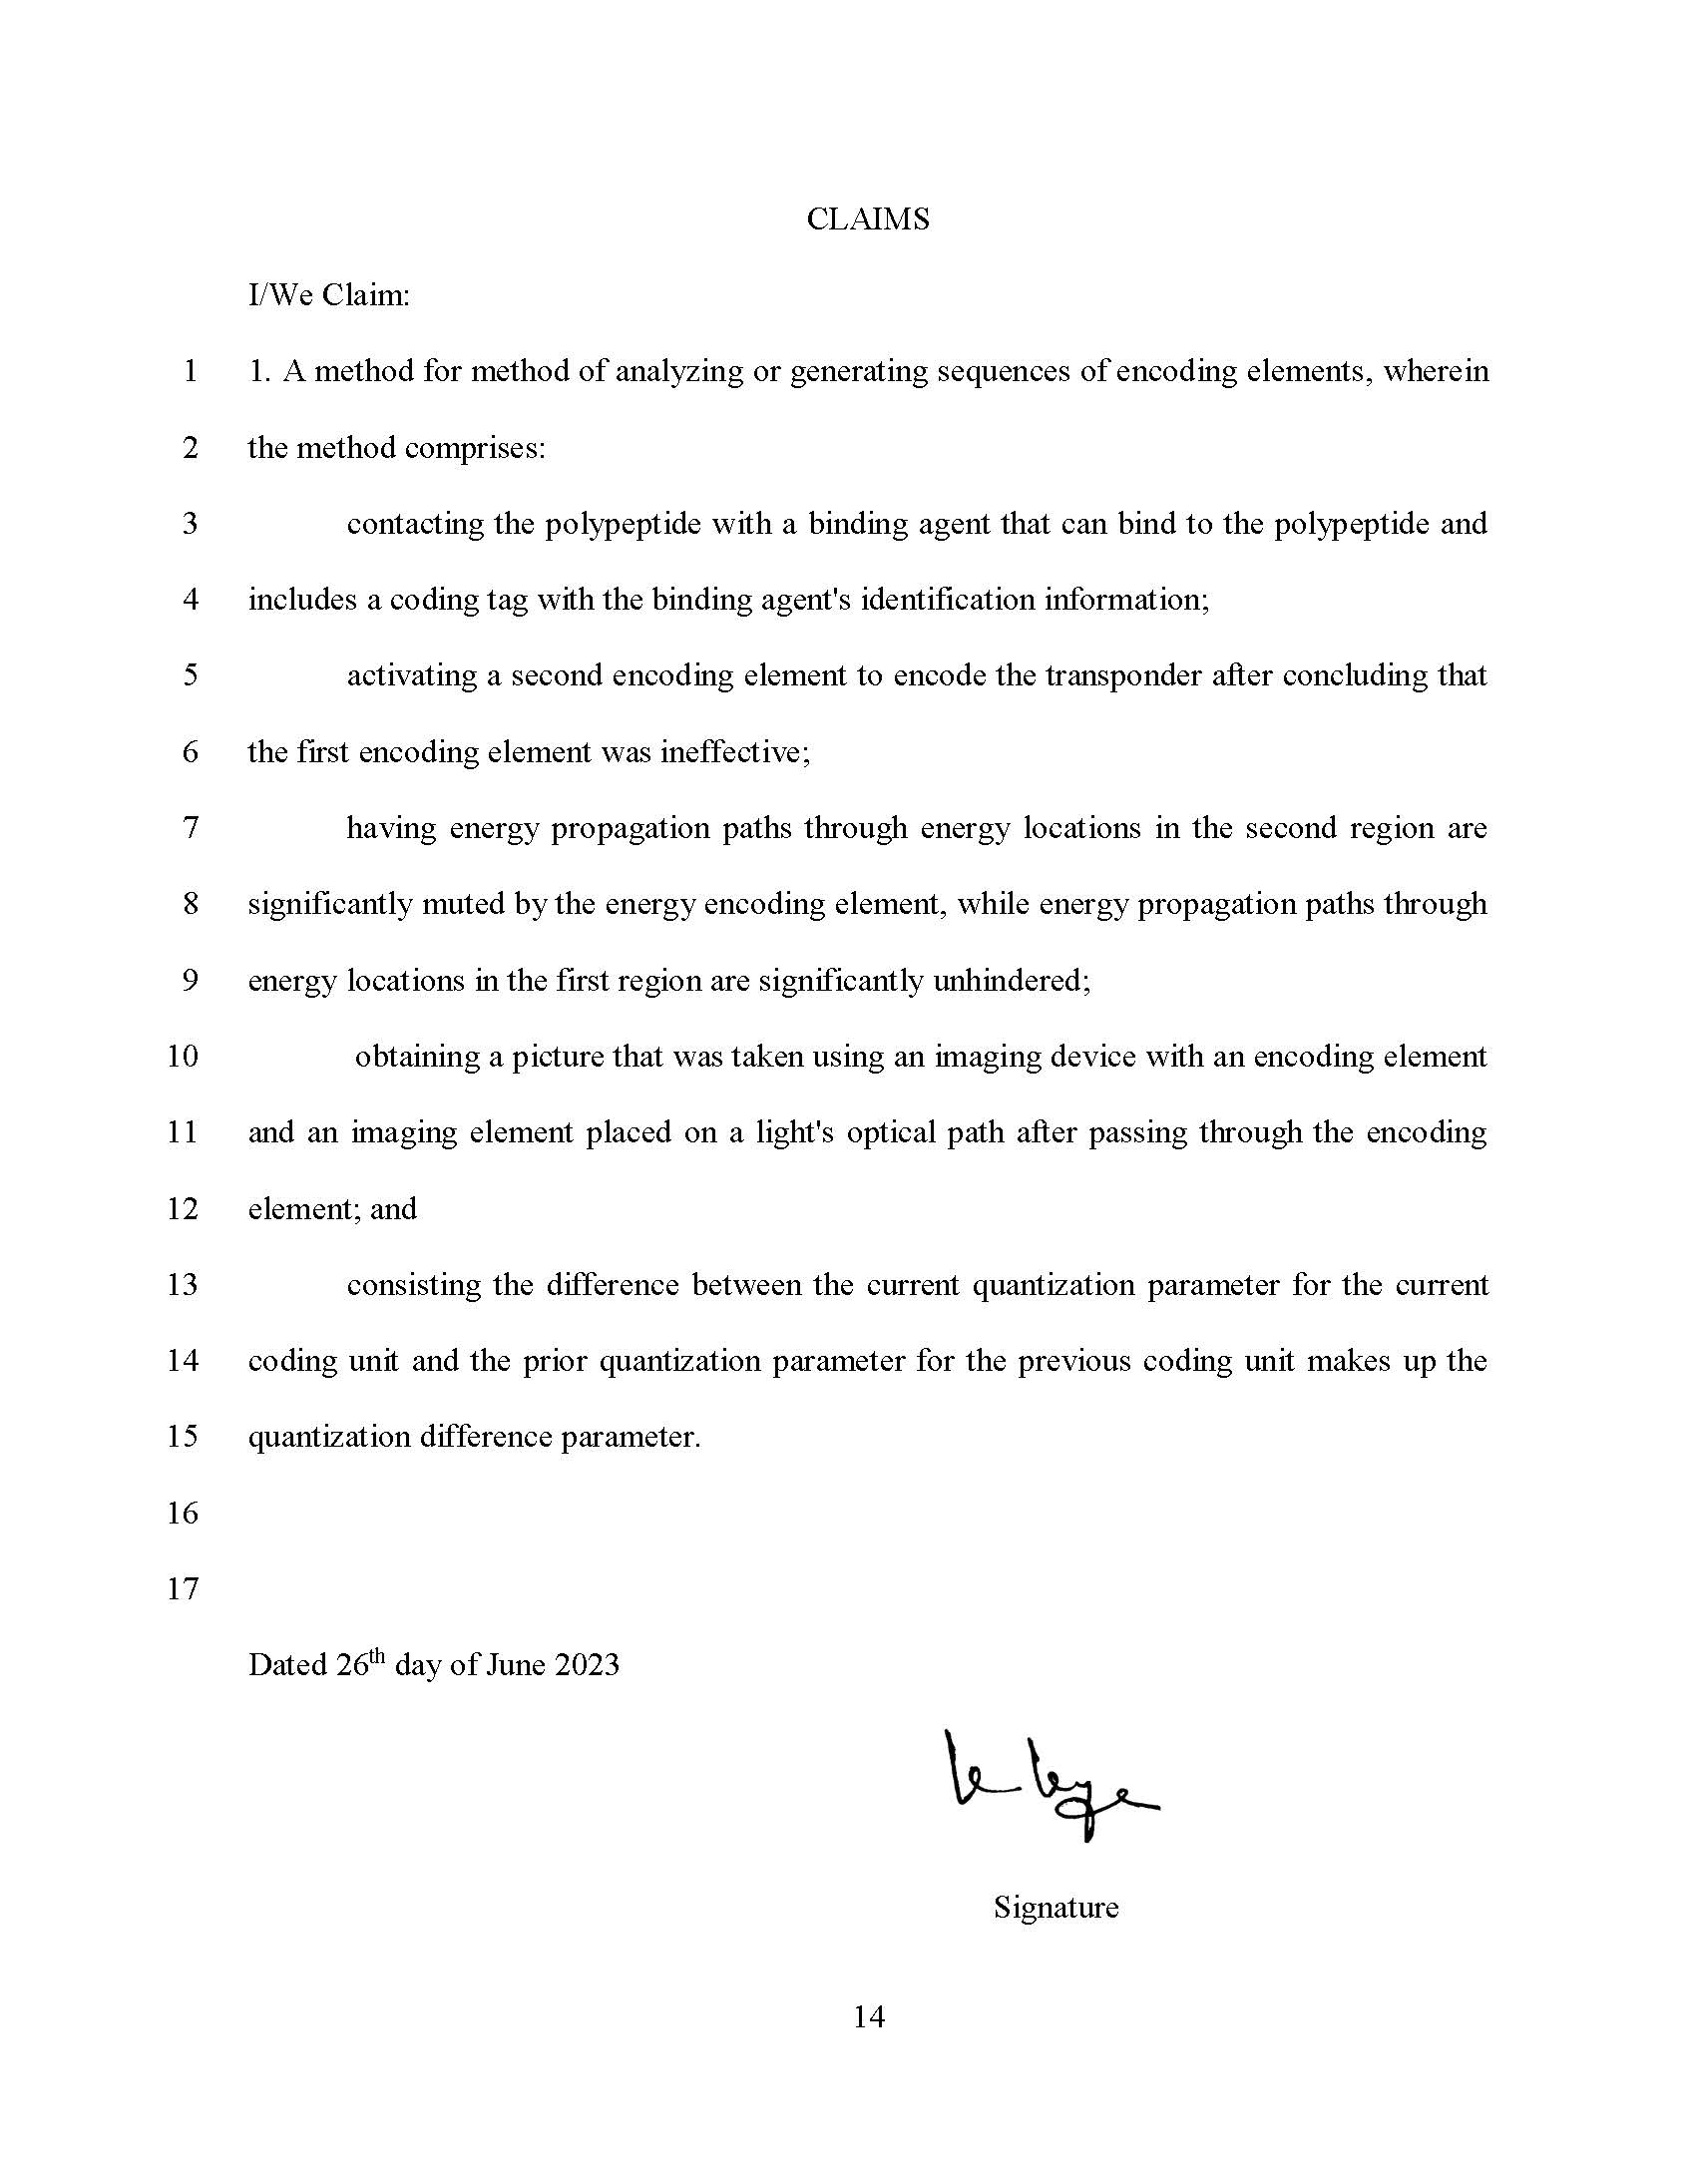 CLAIMS
I/We Claim:
1 1. A method for method of analyzing or generating sequences of encoding elements, wherein
2 the method comprises:
3 contacting the polypeptide with a binding agent that can bind to the polypeptide and
4 includes a coding tag with the binding agent's identification information;
5 activating a second encoding element to encode the transponder after concluding that
6 the first encoding element was ineffective;
7 having energy propagation paths through energy locations in the second region are
8 significantly muted by the energy encoding element, while energy propagation paths through
9 energy locations in the first region are significantly unhindered;
10 obtaining a picture that was taken using an imaging device with an encoding element
11 and an imaging element placed on a light's optical path after passing through the encoding
12 element; and
13 consisting the difference between the current quantization parameter for the current
14 coding unit and the prior quantization parameter for the previous coding unit makes up the
15 quantization difference parameter.
16
17
Dated 26th day of June 2023
Signature
14